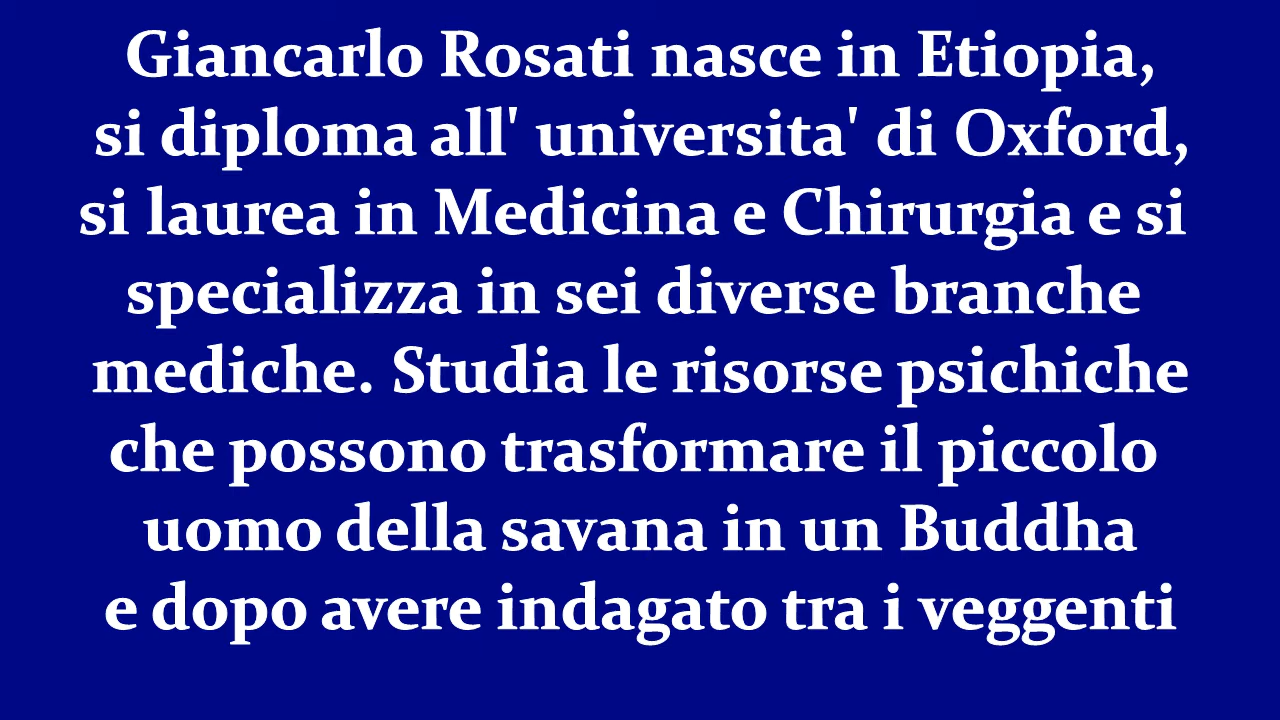 Giancarlo Rosati nasce in Etiopia,
si diploma all' universita' di Oxford,
si laurea in Medicina e Chirurgia e si
specializza in sei diverse branche
mediche. Studia le risorse psichiche
che possono trasformare il piccolo
uomo della savana in un Buddha
e dopo avere indagato tra i veggenti